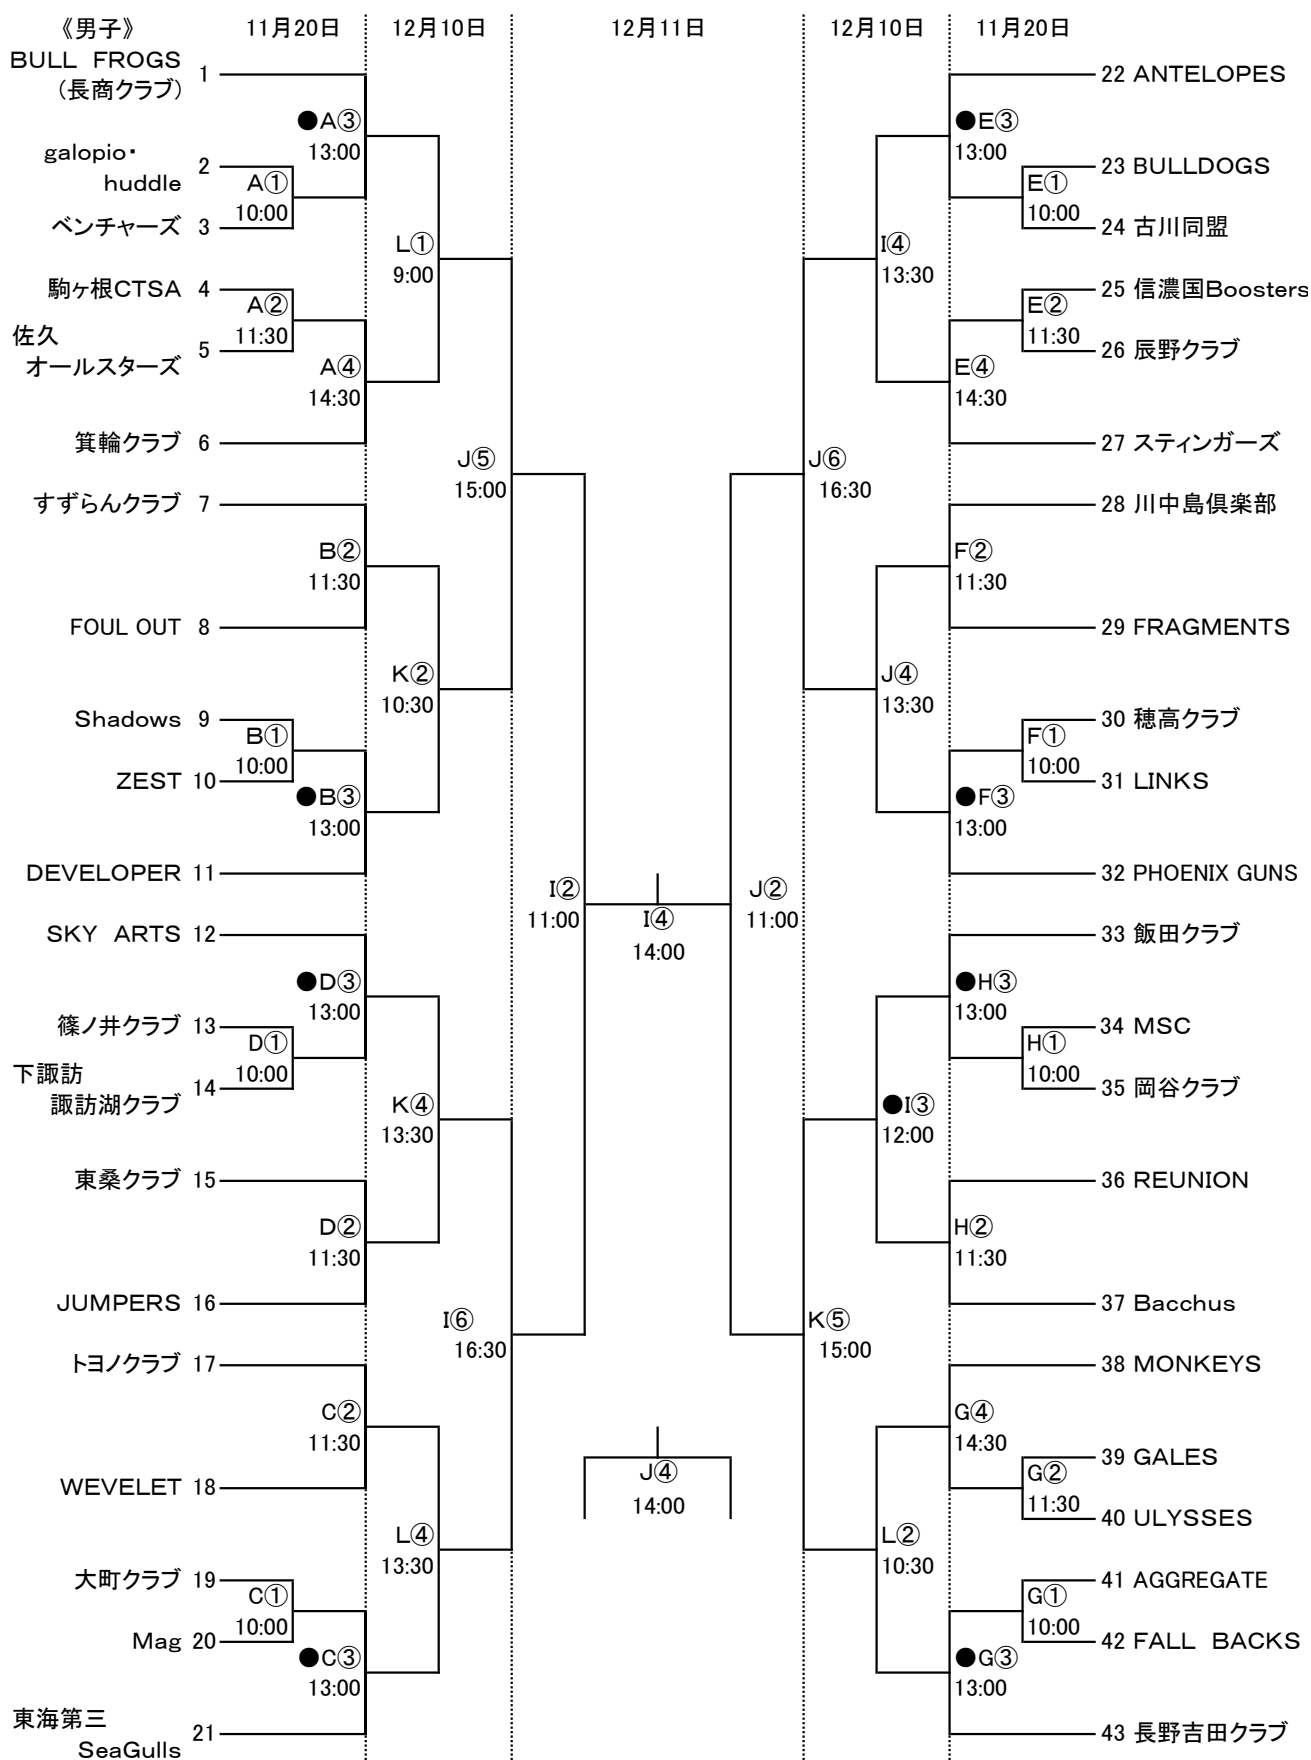 《男子》 11月20日 12月10日 12月11日 12月10日 11月20日
BULL FROGS
(長商クラブ) 1
22 ANTELOPES
●A③
13:00
●E③
13:00
galopio・
huddle 2
A①
10:00
23 BULLDOGS
E①
10:00
ベンチャーズ 3
24 古川同盟
L①
9:00
I④
13:30
駒ヶ根CTSA 4
A②
11:30
25 信濃国Boosters
E②
11:30
佐久
オールスターズ 5
26 辰野クラブ
A④
14:30
E④
14:30
箕輪クラブ 6
27 スティンガーズ
J⑤
15:00
J⑥
16:30
すずらんクラブ 7
28 川中島倶楽部
B②
11:30
F②
11:30
FOUL OUT 8
29 FRAGMENTS
K②
10:30
J④
13:30
Shadows 9
B①
10:00
30 穂高クラブ
F①
10:00
ZEST 10
31 LINKS
●B③
13:00
●F③
13:00
DEVELOPER 11
32 PHOENIX GUNS
I②
11:00
I④
14:00
J②
11:00
SKY ARTS 12
33 飯田クラブ
●D③
13:00
●H③
13:00
篠ノ井クラブ 13
D①
10:00
34 MSC
H①
10:00
下諏訪
諏訪湖クラブ 14
35 岡谷クラブ
K④
13:30
●I③
12:00
東桑クラブ 15
36 REUNION
D②
11:30
H②
11:30
JUMPERS 16
37 Bacchus
I⑥
16:30
K⑤
15:00
トヨノクラブ 17
38 MONKEYS
C②
11:30
G④
14:30
39 GALES
G②
11:30
WEVELET 18
40 ULYSSES
J④
14:00
L④
13:30
L②
10:30
大町クラブ 19
C①
10:00
41 AGGREGATE
G①
10:00
Mag 20
42 FALL BACKS
●C③
13:00
●G③
13:00
東海第三
SeaGulls 21
43 長野吉田クラブ